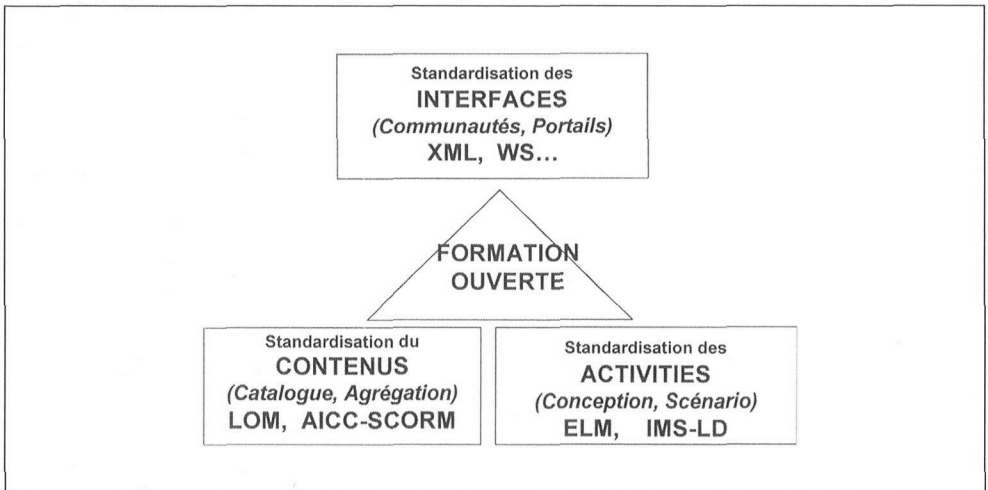 Standardisation des
INTERFACES
(Communautés, Portails)
XML, WS...
FORMATION
OUVERTE
Standardisation du
CONTENUS
(Catalogue, Agrégation)
LOM, AICC-SCORM
Standardisation des
ACTIVITIES
(Conception, Scénario)
ELM, IMS-LD